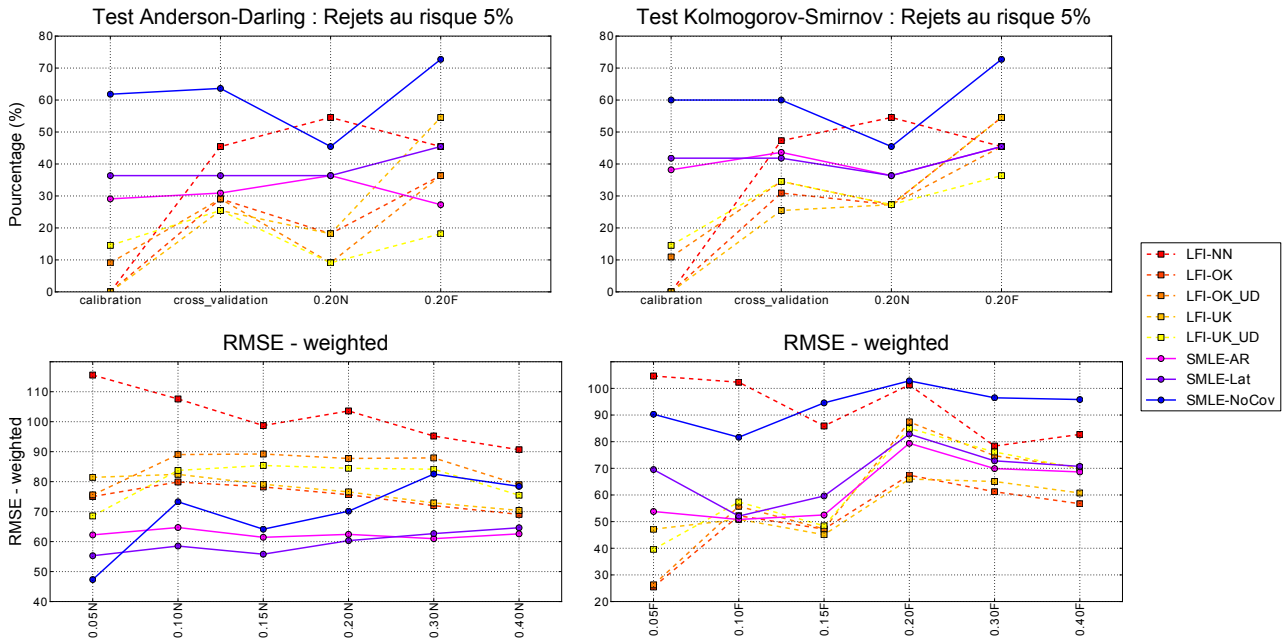 Test Anderson-Darling : Rejets au risque 5%
Test Kolmogorov-Smirnov : Rejets au risque 5%
Pourcentage (%)
80
70
60
50
40
30
20
10
0
calibration
cross_validation
0.20N
0.20F
80
70
60
50
40
30
20
10
0
calibration
cross_validation
0.20N
0.20F
LFI-NN
LFI-OK
LFI-OK_UD
LFI-UK
LFI-UK_UD
SMLE-AR
SMLE-Lat
SMLE-NoCov
RMSE - weighted
RMSE - weighted
RMSE - weighted
110
100
90
80
70
60
50
40
0.05N
0.10N
0.15N
0.20N
0.30N
0.40N
100
90
80
70
60
50
40
30
20
0.05F
0.10F
0.15F
0.20F
0.30F
0.40F